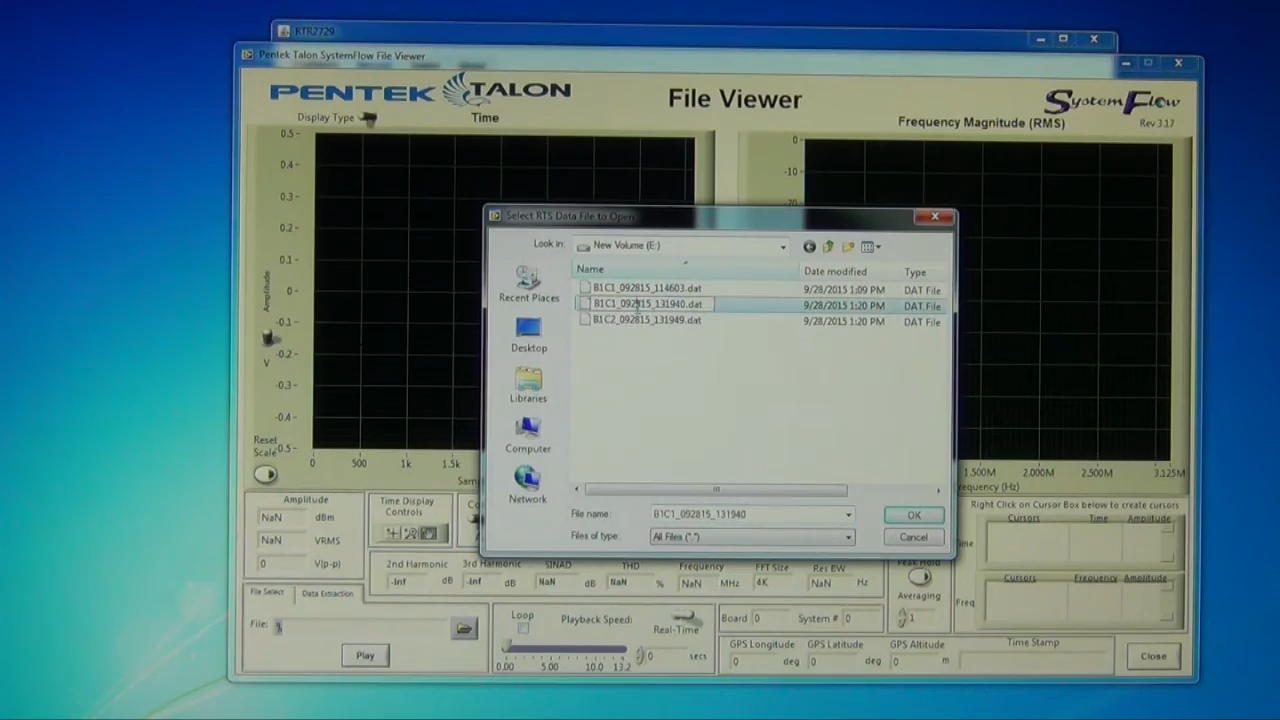 RTR2729
Pentek Talon SystemFlow File Viewer
PENTEK TALON
File Viewer
SystemFlow
Rev 3.17
Display Type
Time
Frequency Magnitude (RMS)
0.5
0.4
0.3
0.2
0.1
0
-0.1
-0.2
-0.3
-0.4
-0.5
Amplitude
V
Reset
Scale
0 500 1k 1.5k
0
-10
-20
1.500M 2.000M 2.500M 3.125M
requency (Hz)
Select RTS Data File to Open
Look in: New Volume (E:)
Name Date modified Type
B1C1_092815_114603.dat 9/28/2015 1:09 PM DAT File
B1C1_092815_131940.dat 9/28/2015 1:20 PM DAT File
B1C2_092815_131949.dat 9/28/2015 1:20 PM DAT File
Recent Places
Desktop
Libraries
Computer
Network
File name: B1C1_092815_131940
OK
Files of type: All Files (*.*)
Cancel
Amplitude
NaN dBm
NaN VRMS
0 V(p-p)
Time Display
Controls
2nd Harmonic 3rd Harmonic SINAD THD Frequency FFT Size Res BW
-Inf dB -Inf dB NaN dB NaN % NaN MHz 4K NaN Hz
Right Click on Cursor Box below to create cursors
Cursors Time Amplitude
Cursors Frequency Amplitude
Freq
Peak Hold
Averaging
1
File Select Data Extraction
File:
Play
Loop
Playback Speed:
Real-Time
0.00 5.00 10.0 13.2
0 secs
Board 0 System # 0
GPS Longitude GPS Latitude GPS Altitude Time Stamp
0 deg 0 deg 0 m
Close